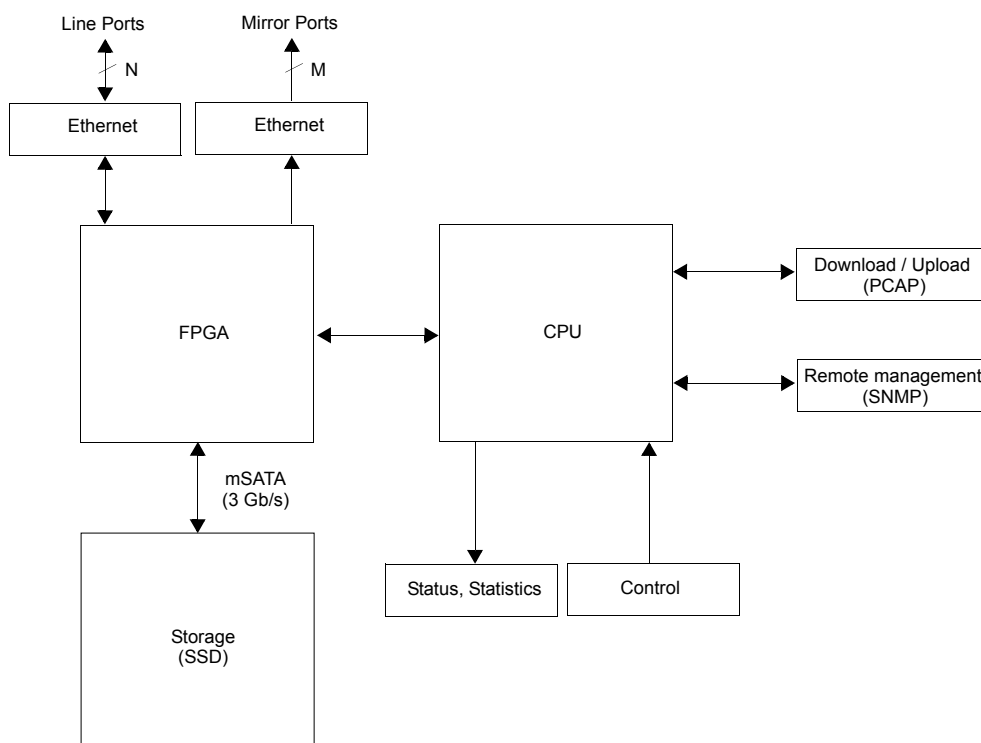 Line Ports
Mirror Ports
N
M
Ethernet
Ethernet
FPGA
CPU
Download / Upload
(PCAP)
Remote management
(SNMP)
mSATA
(3 Gb/s)
Status, Statistics
Control
Storage
(SSD)